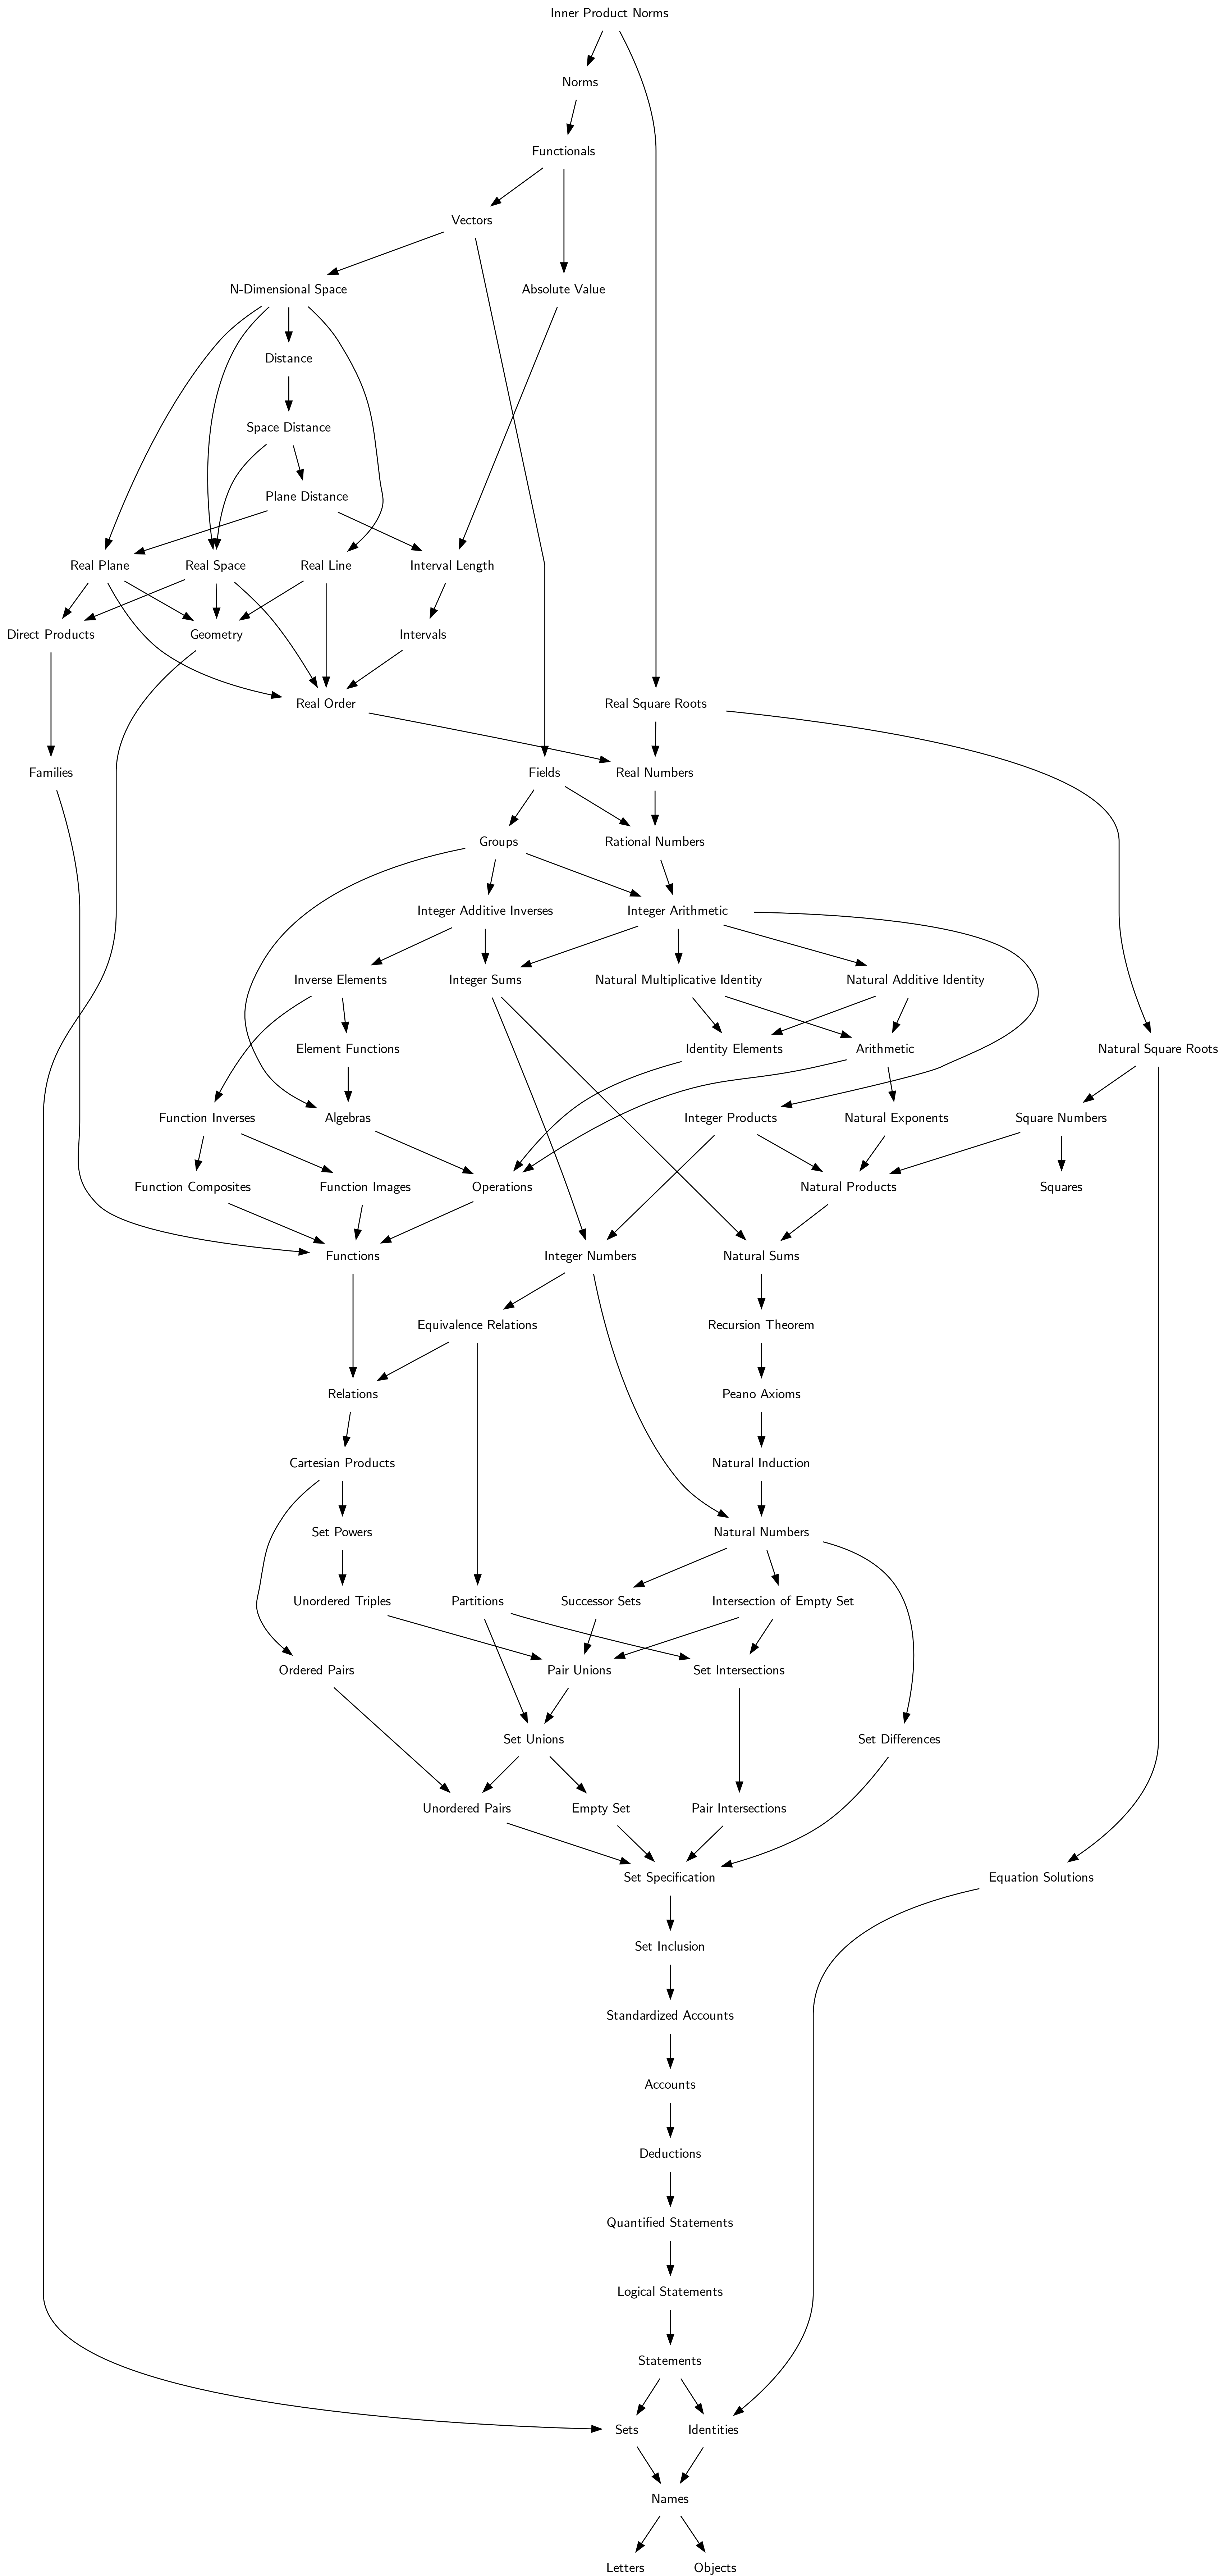 Inner Product Norms
Norms
Functionals
Vectors
N-Dimensional Space
Absolute Value
Distance
Space Distance
Plane Distance
Real Plane
Real Space
Real Line
Interval Length
Direct Products
Geometry
Intervals
Real Order
Real Square Roots
Families
Fields
Real Numbers
Groups
Rational Numbers
Integer Additive Inverses
Integer Arithmetic
Inverse Elements
Integer Sums
Natural Multiplicative Identity
Natural Additive Identity
Element Functions
Identity Elements
Arithmetic
Natural Square Roots
Function Inverses
Algebras
Integer Products
Natural Exponents
Square Numbers
Function Composites
Function Images
Operations
Natural Products
Squares
Functions
Integer Numbers
Natural Sums
Equivalence Relations
Recursion Theorem
Relations
Peano Axioms
Cartesian Products
Natural Induction
Set Powers
Natural Numbers
Unordered Triples
Partitions
Successor Sets
Intersection of Empty Set
Ordered Pairs
Pair Unions
Set Intersections
Set Unions
Set Differences
Unordered Pairs
Empty Set
Pair Intersections
Set Specification
Equation Solutions
Set Inclusion
Standardized Accounts
Accounts
Deductions
Quantified Statements
Logical Statements
Statements
Sets
Identities
Names
Letters
Objects